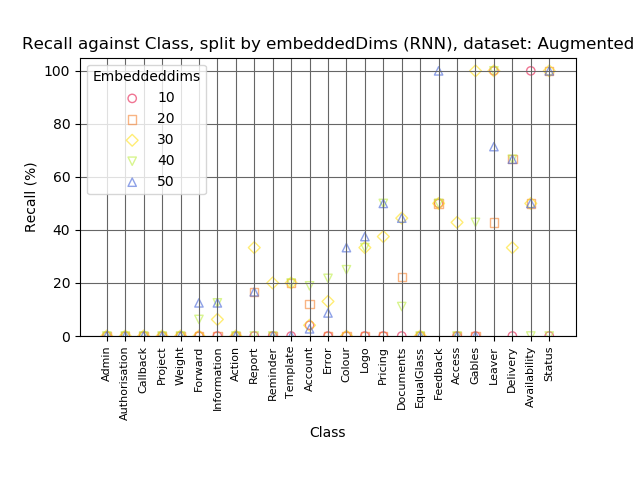 Recall against Class, split by embeddedDims (RNN), dataset: Augmented
Recall (%)
100
80
60
40
20
0
Embeddeddims
10
20
30
40
50
Admin
Authorisation
Callback
Project
Weight
Forward
Information
Action
Report
Reminder
Template
Account
Error
Colour
Logo
Pricing
Documents
EqualGlass
Feedback
Access
Gables
Leaver
Delivery
Availability
Status
Class